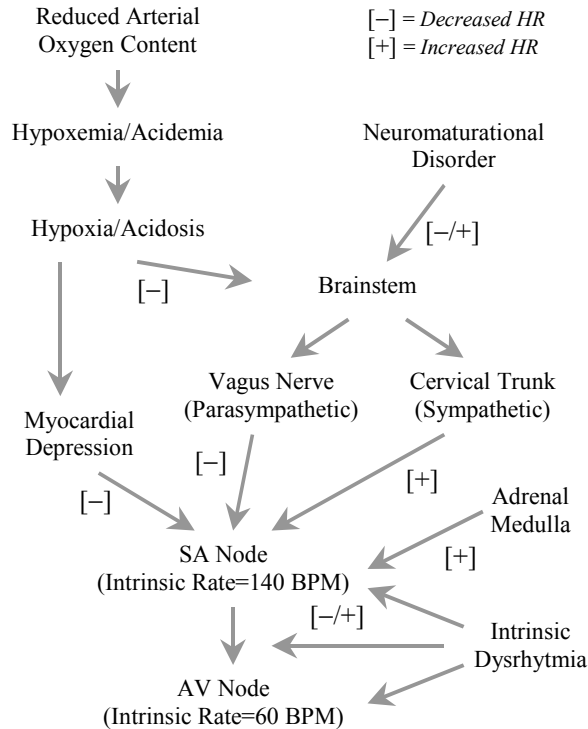 Reduced Arterial
Oxygen Content
[−] = Decreased HR
[+] = Increased HR
Hypoxemia/Acidemia
Neuromaturational
Disorder
Hypoxia/Acidosis
[−/+]
[−]
Brainstem
Vagus Nerve
(Parasympathetic)
Cervical Trunk
(Sympathetic)
Myocardial
Depression
[−]
[−]
[+]
Adrenal
Medulla
SA Node
(Intrinsic Rate=140 BPM)
[+]
[−/+]
Intrinsic
Dysrhytmia
AV Node
(Intrinsic Rate=60 BPM)